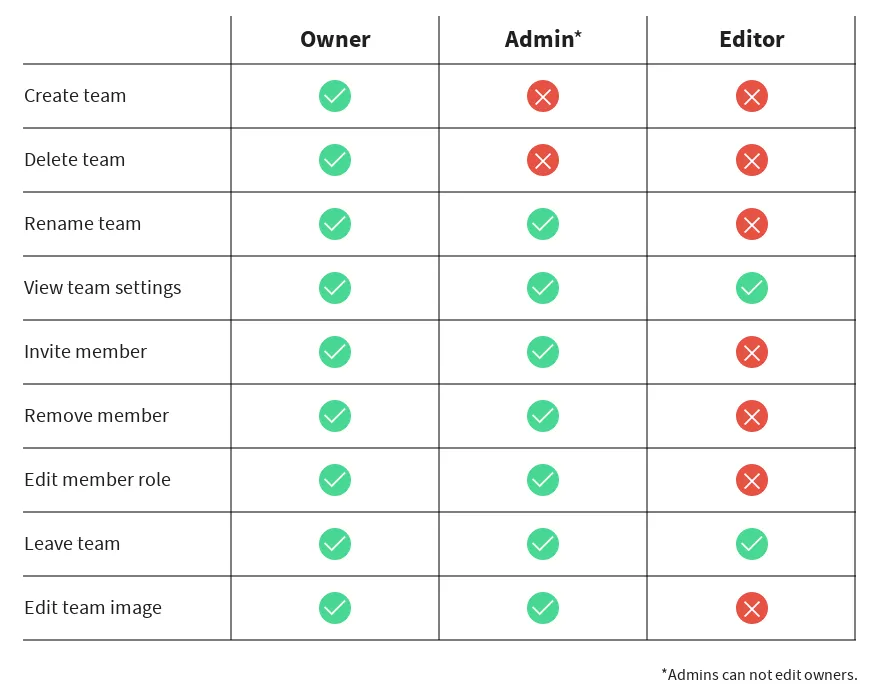 Owner Admin* Editor
Create team
Delete team
Rename team
View team settings
Invite member
Remove member
Edit member role
Leave team
Edit team image
*Admins can not edit owners.